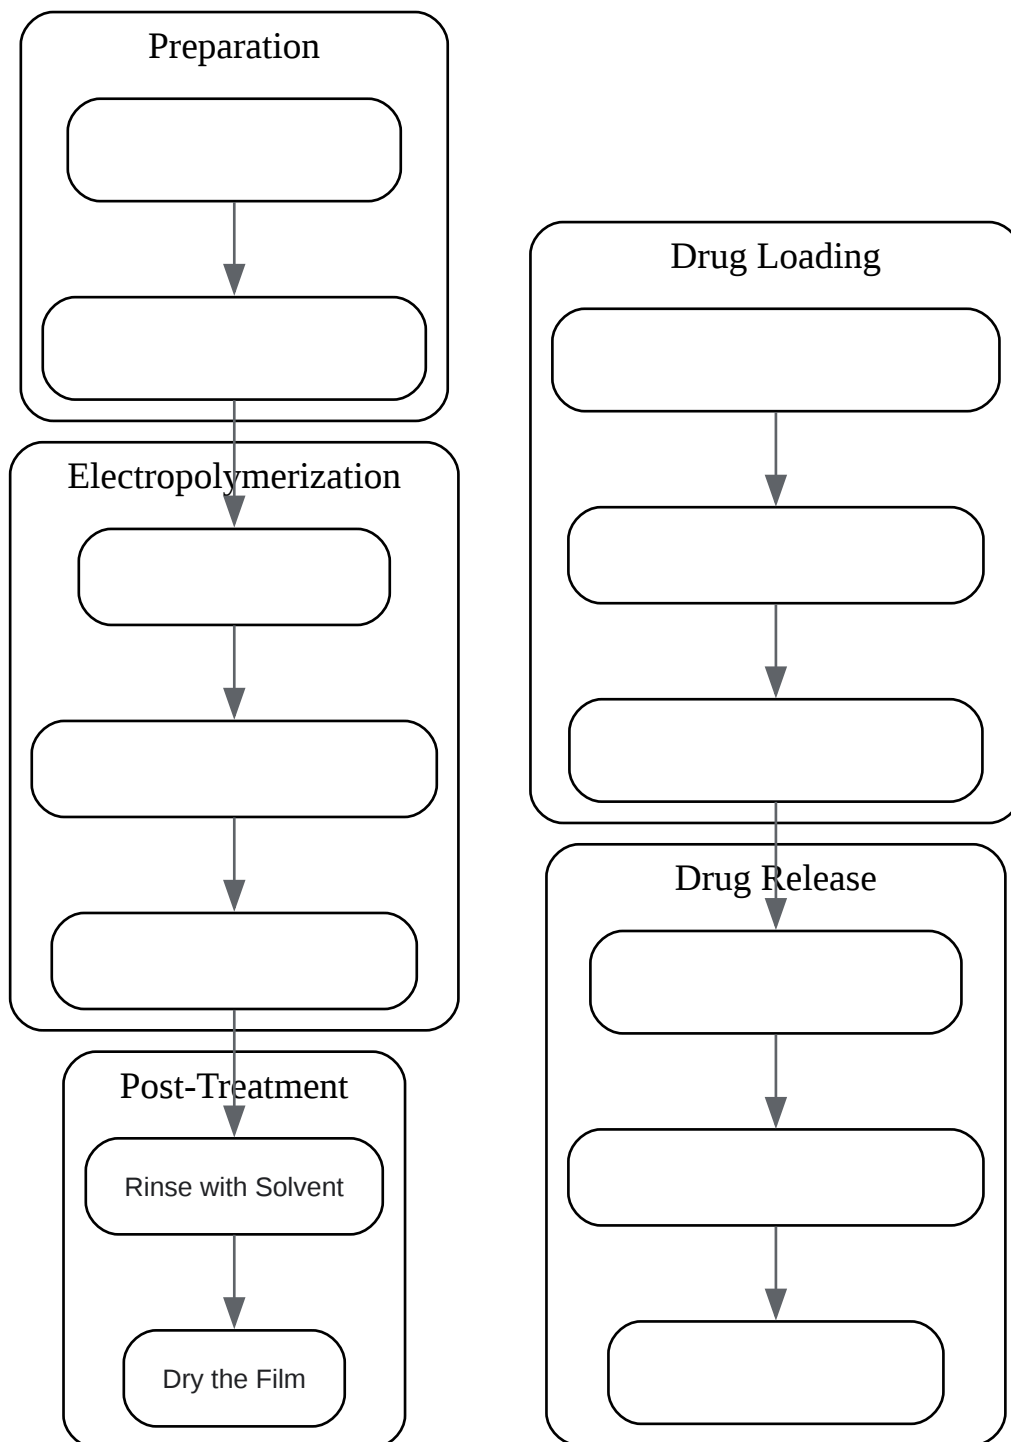 Preparation
Electropolymerization
Post-Treatment
Rinse with Solvent
Dry the Film
Drug Loading
Drug Release